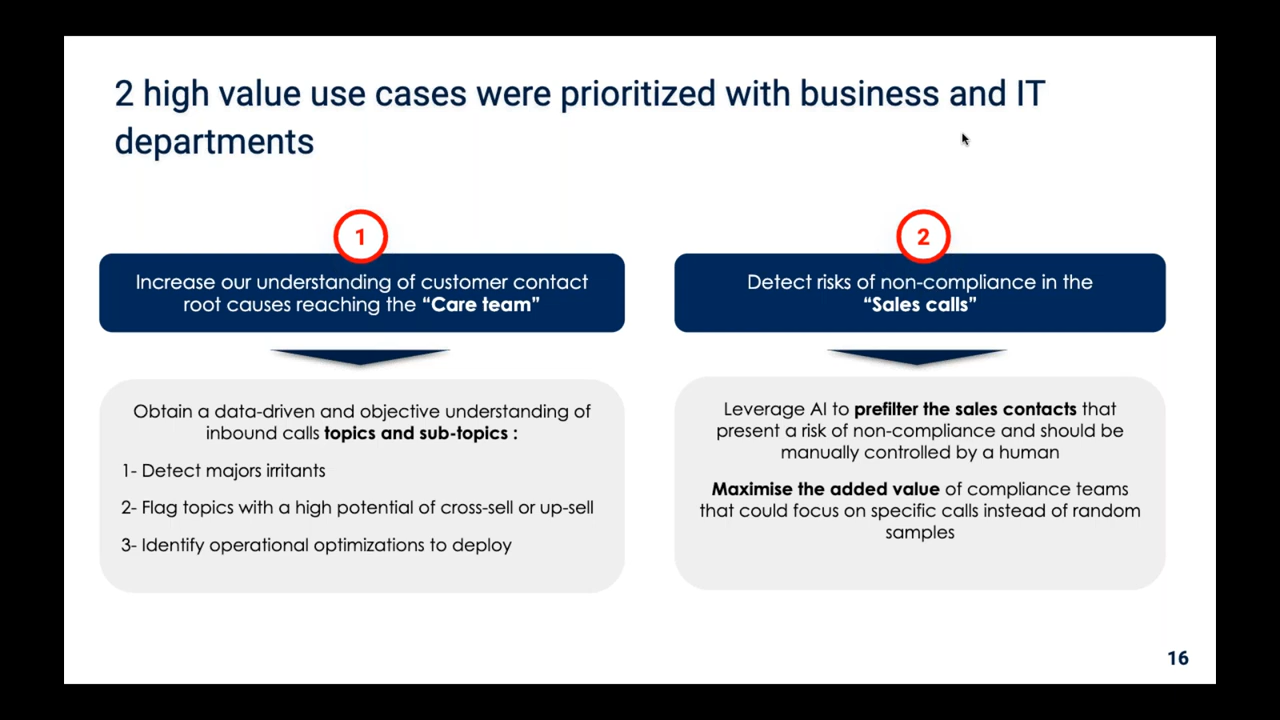 2 high value use cases were prioritized with business and IT
departments
1
Increase our understanding of customer contact
root causes reaching the “Care team”
Obtain a data-driven and objective understanding of
inbound calls topics and sub-topics :
1- Detect majors irritants
2- Flag topics with a high potential of cross-sell or up-sell
3- Identify operational optimizations to deploy
2
Detect risks of non-compliance in the
“Sales calls”
Leverage AI to prefilter the sales contacts that
present a risk of non-compliance and should be
manually controlled by a human
Maximise the added value of compliance teams
that could focus on specific calls instead of random
samples
16